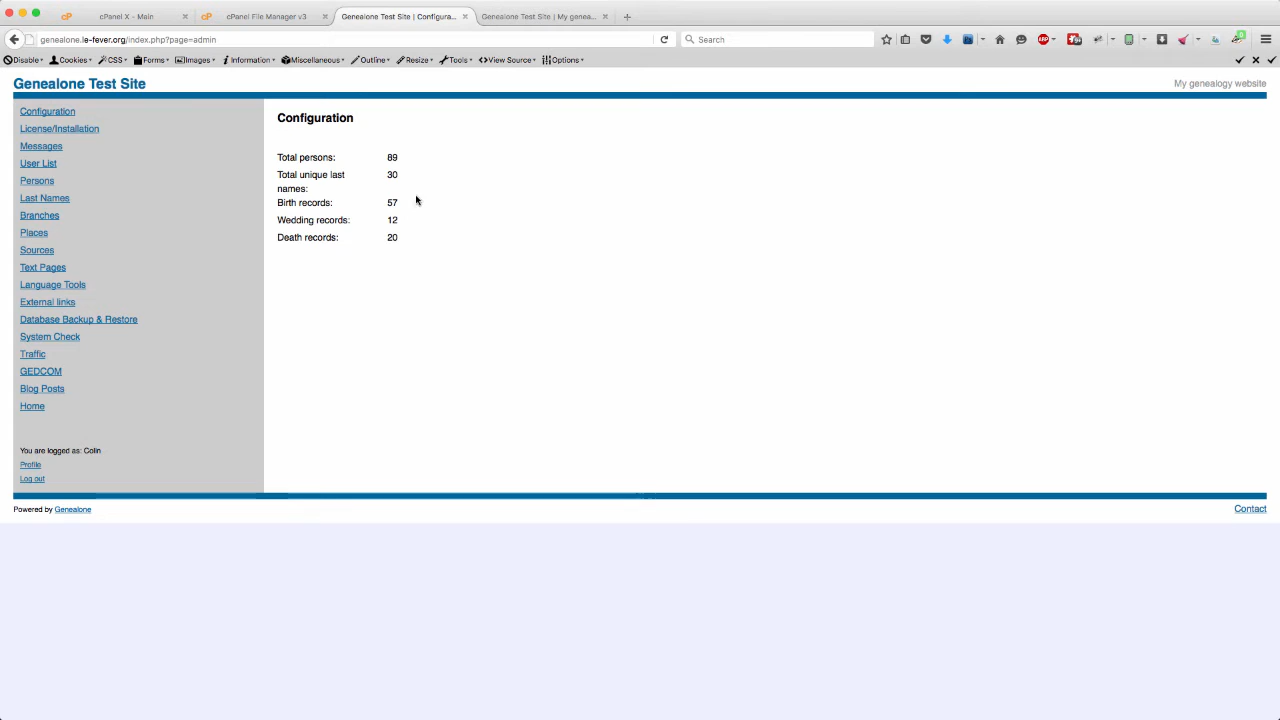 cPanel X - Main
cPanel File Manager v3
Genealone Test Site | Configura...
Genealone Test Site | My genea...
genealone.le-fever.org/index.php?page=admin
Search
Disable
Cookies
CSS
Forms
Images
Information
Miscellaneous
Outline
Resize
Tools
View Source
Options
Genealone Test Site
My genealogy website
Configuration
License/Installation
Messages
User List
Persons
Last Names
Branches
Places
Sources
Text Pages
Language Tools
External links
Database Backup & Restore
System Check
Traffic
GEDCOM
Blog Posts
Home
You are logged as: Colin
Profile
Log out
Configuration
Total persons: 89
Total unique last 30
names:
Birth records: 57
Wedding records: 12
Death records: 20
Powered by Genealone
Contact